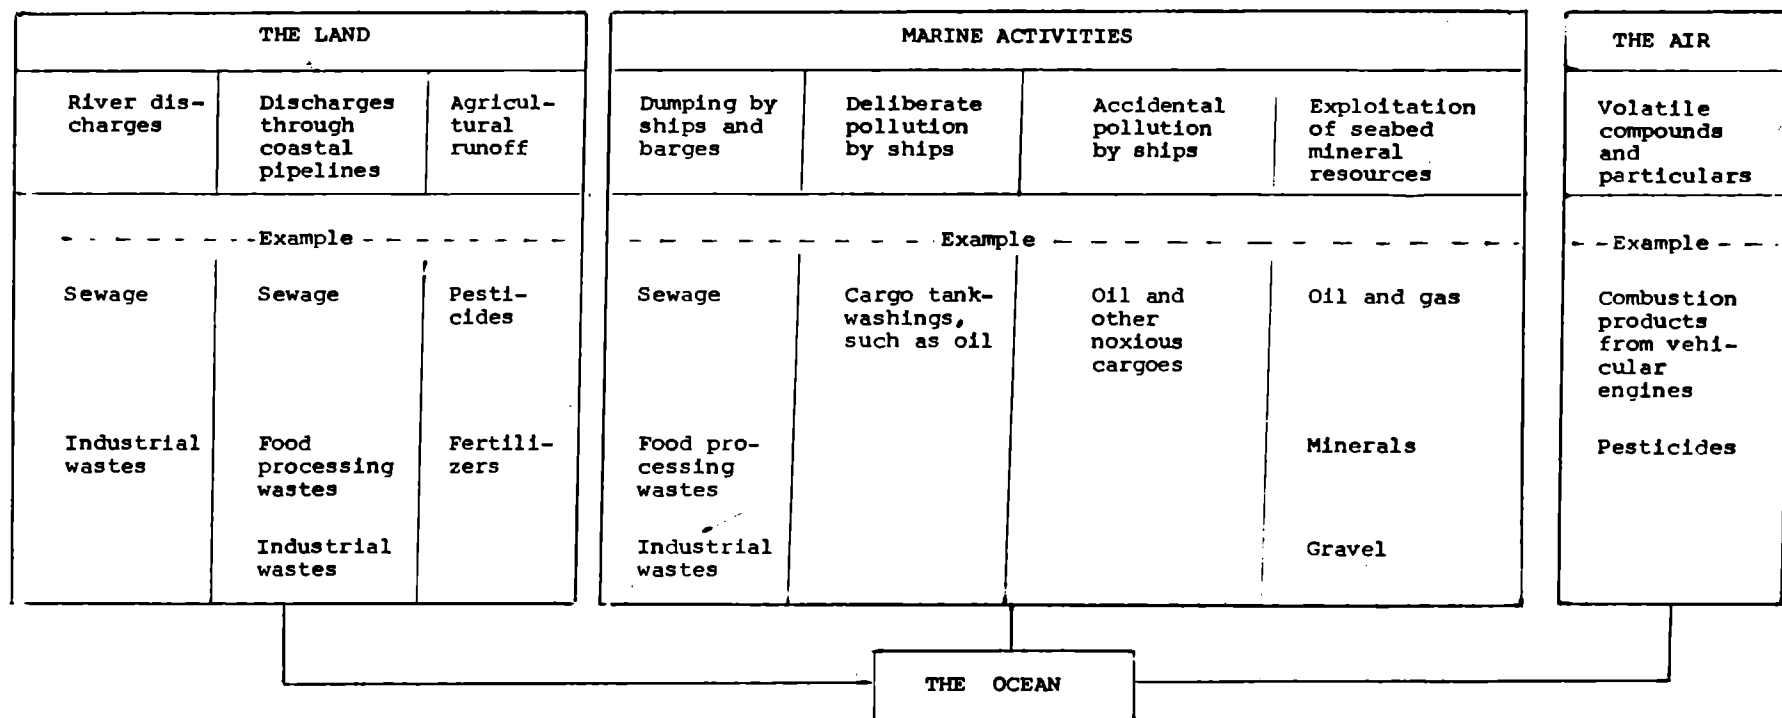 THE LAND
River dis-
charges
Discharges
through
coastal
pipelines
Agricul-
tural
runoff
Example
Sewage
Industrial
wastes
Sewage
Food
processing
wastes
Industrial
wastes
Pesti-
cides
Fertili-
zers
MARINE ACTIVITIES
Dumping by
ships and
barges
Deliberate
pollution
by ships
Accidental
pollution
by ships
Exploitation
of seabed
mineral
resources
Example
Sewage
Food pro-
cessing
wastes
Industrial
wastes
Cargo tank-
washings,
such as oil
Oil and
other
noxious
cargoes
Oil and gas
Minerals
Gravel
THE AIR
Volatile
compounds
and
particulars
Example
Combustion
products
from vehi-
cular
engines
Pesticides
THE OCEAN